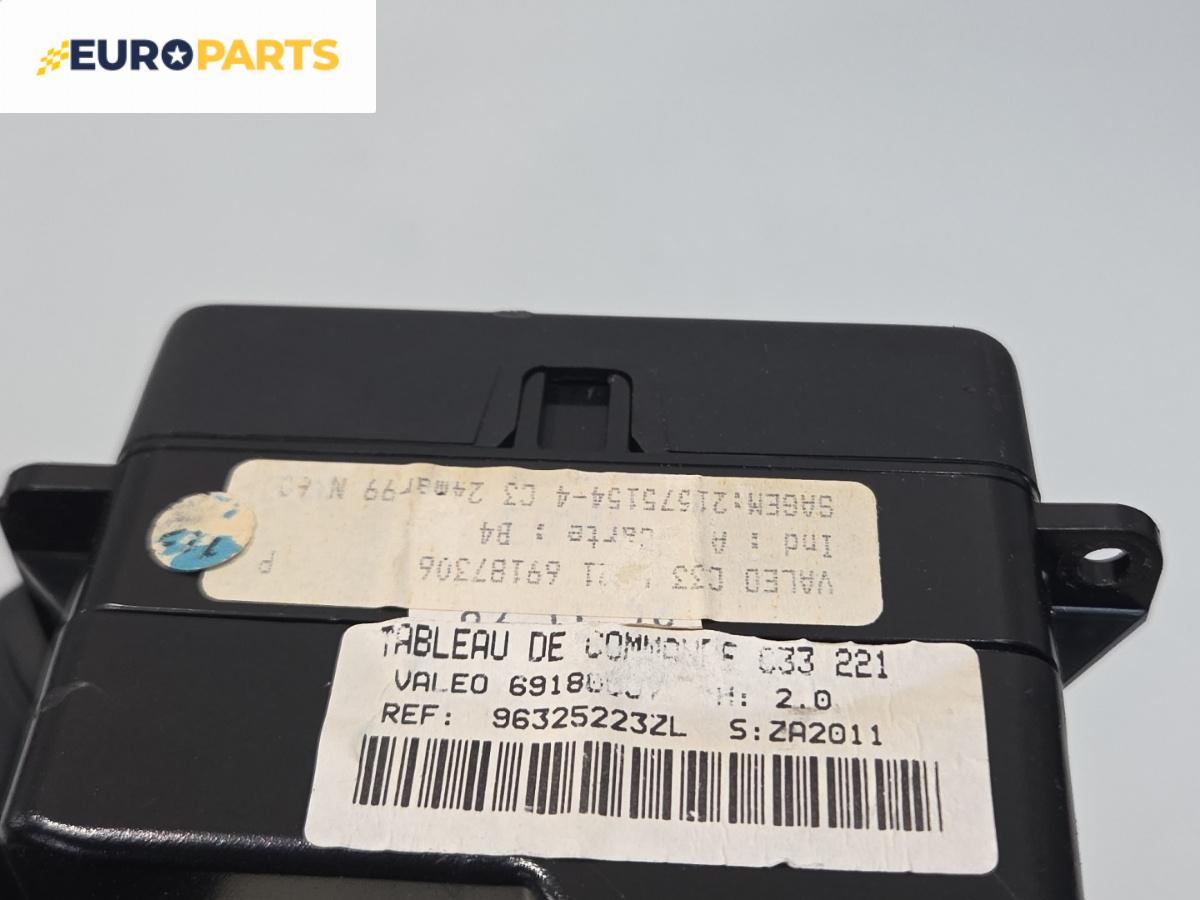 EUROPARTS
SAGEM:21575154-4 C3 24mar99
Ind : A Carte : B4
VALEO C33 69187306 P
TABLEAU DE COMMANDE C33 221
VALEO H: 2.0
REF: 96325223ZL S:ZA2011